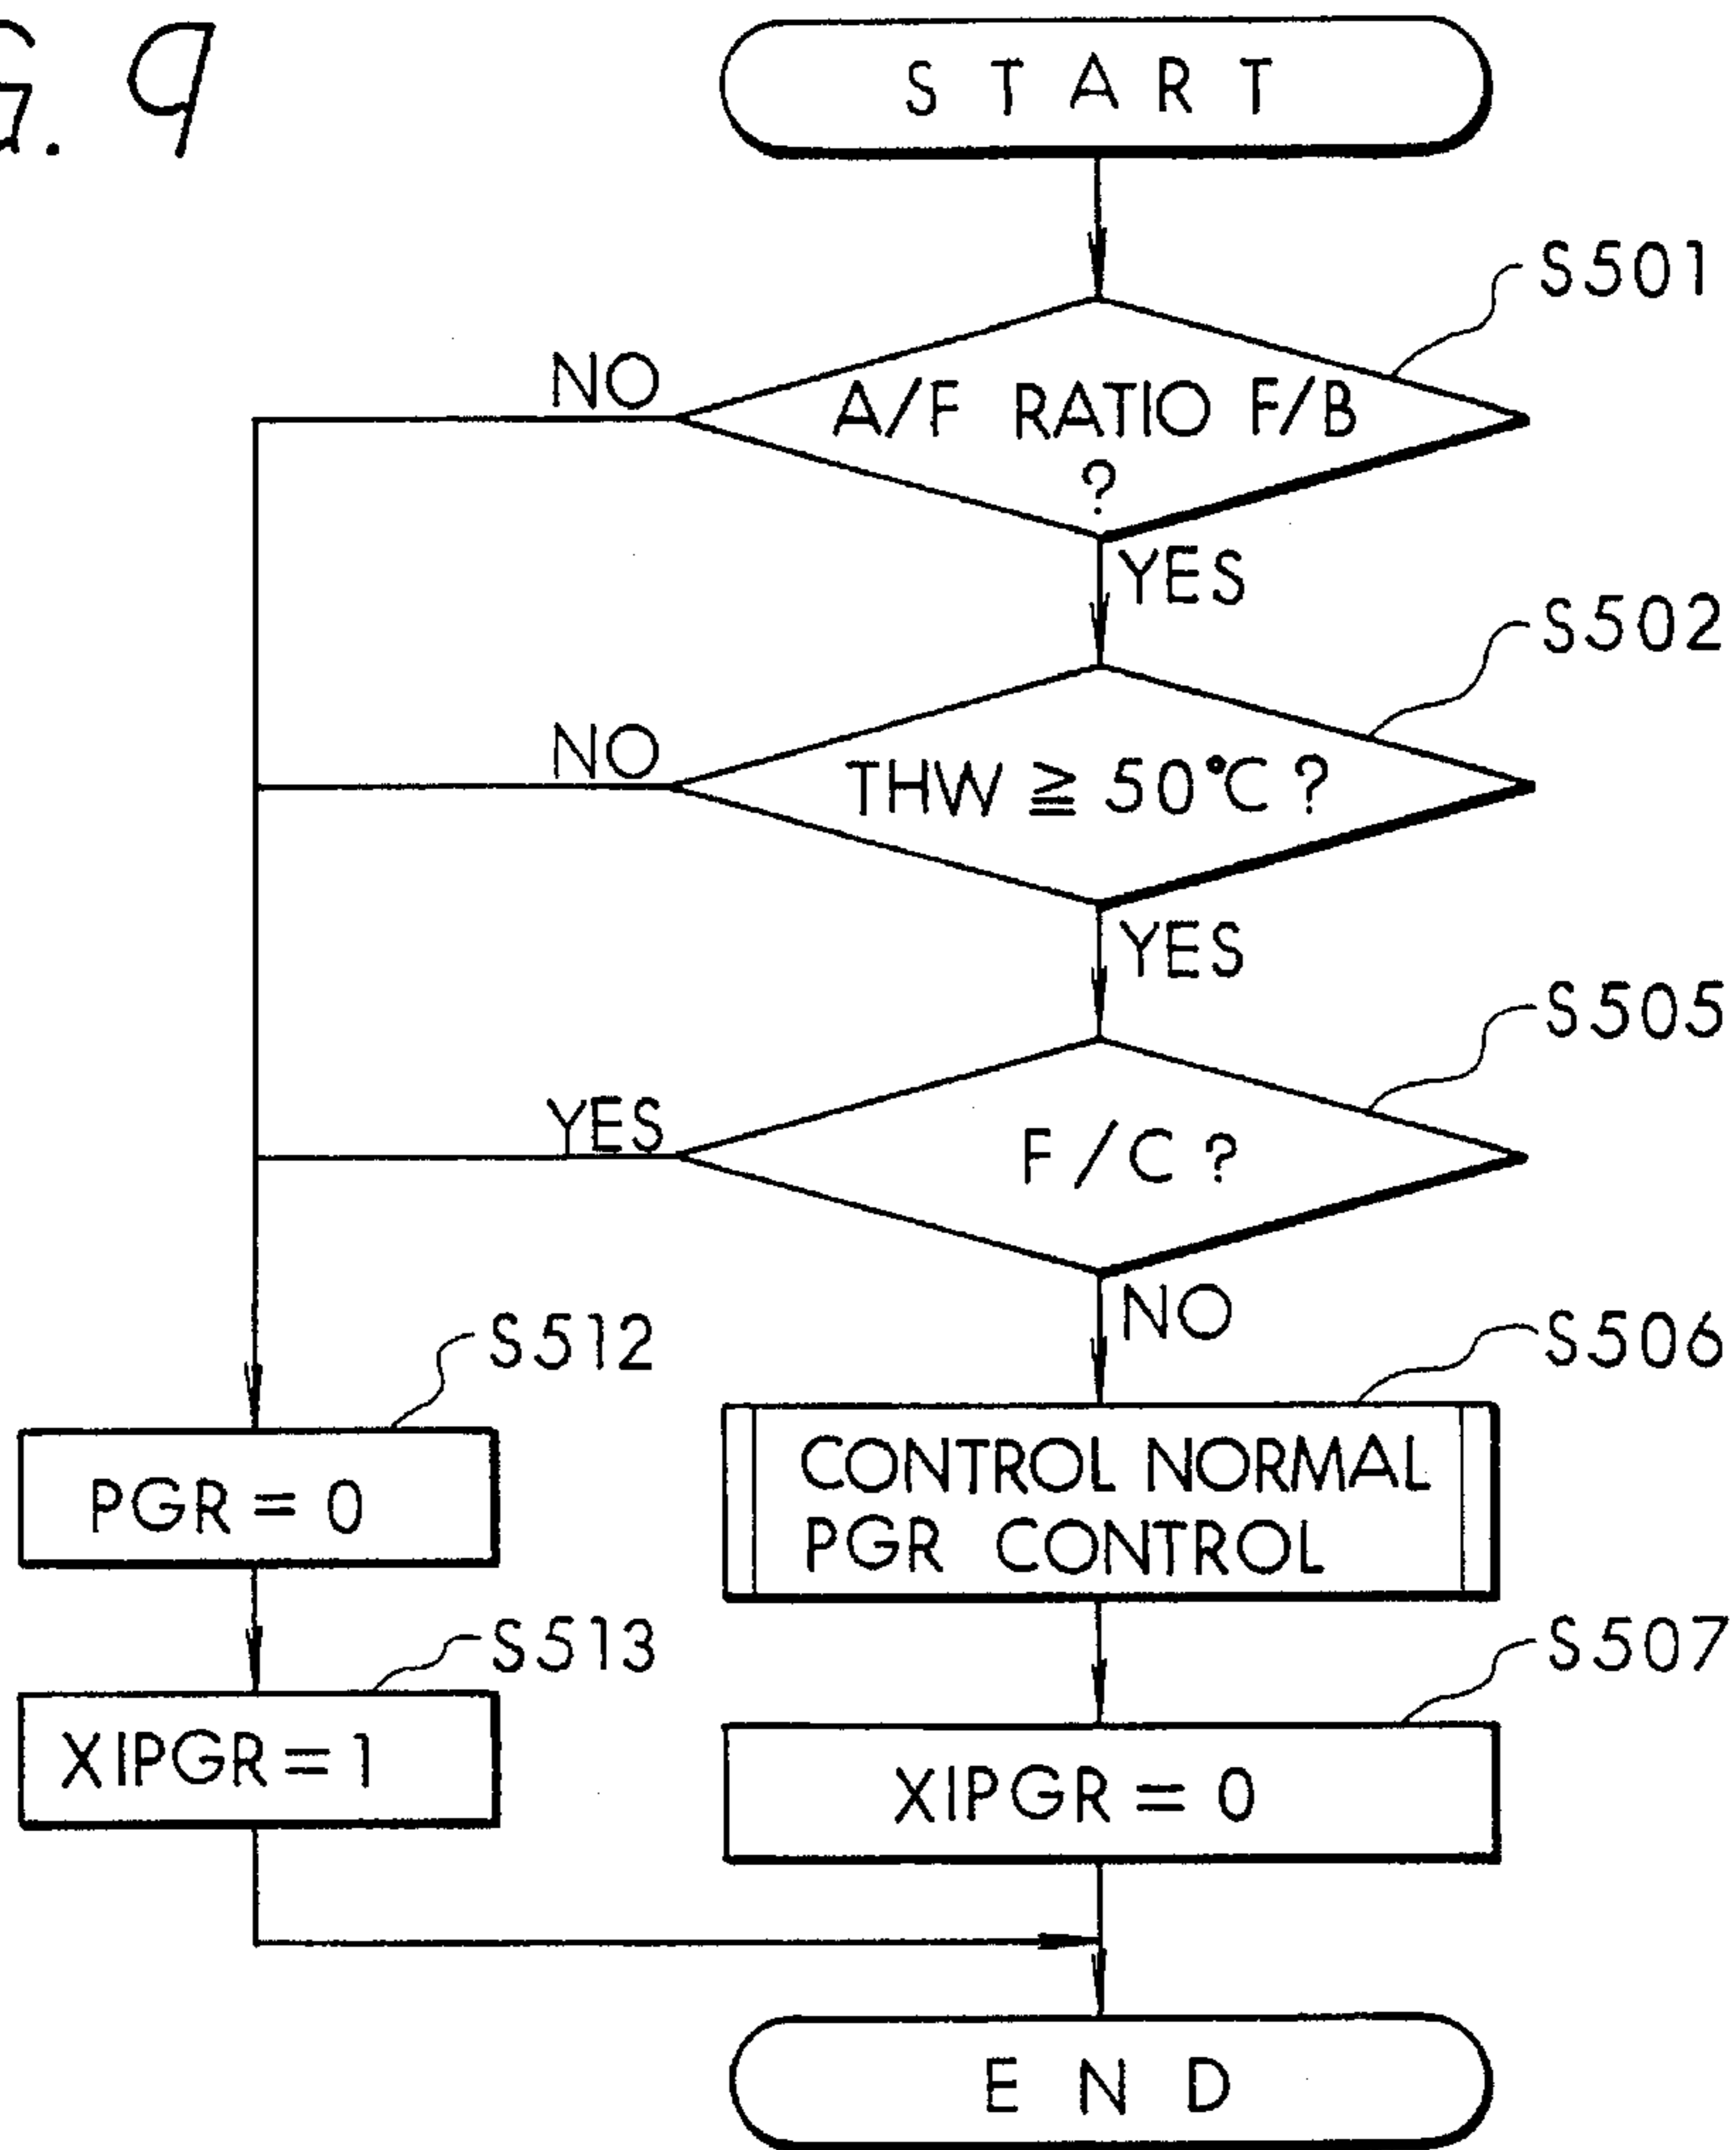 G. 9
START
S501
NO
A/F RATIO F/B
?
YES
S502
NO
THW ≧ 50°C ?
YES
S505
YES
F/C ?
NO
S512
S506
PGR = 0
CONTROL NORMAL
PGR CONTROL
S513
S507
XIPGR = 1
XIPGR = 0
END